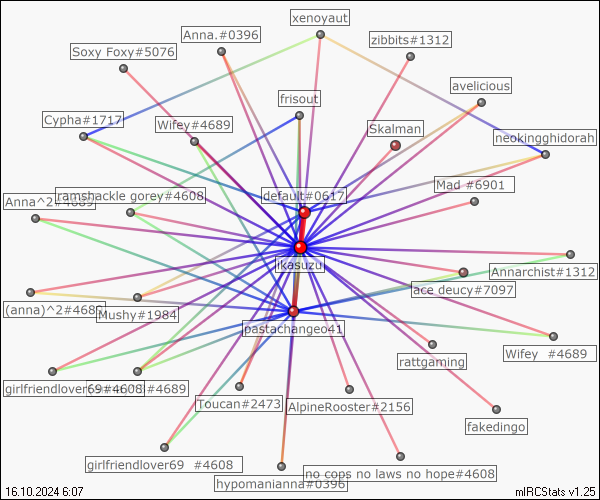 xenoyaut
Anna.#0396
zibbits#1312
Soxy Foxy#5076
avelicious
frisout
Cypha#1717
Wifey#4689
Skalman
neokingghidorah
Mad #6901
ramshackle gorey#4608
default#0617
Anna^2#4689
ikasuzu
Annarchist#1312
ace deucy#7097
(anna)^2#4689
Mushy#1984
pastachangeo41
Wifey #4689
rattgaming
girlfriendlover69#4608
#4689
Toucan#2473
AlpineRooster#2156
fakedingo
girlfriendlover69 #4608
no cops no laws no hope#4608
hypomanianna#0396
16.10.2024 6:07
mIRCStats v1.25